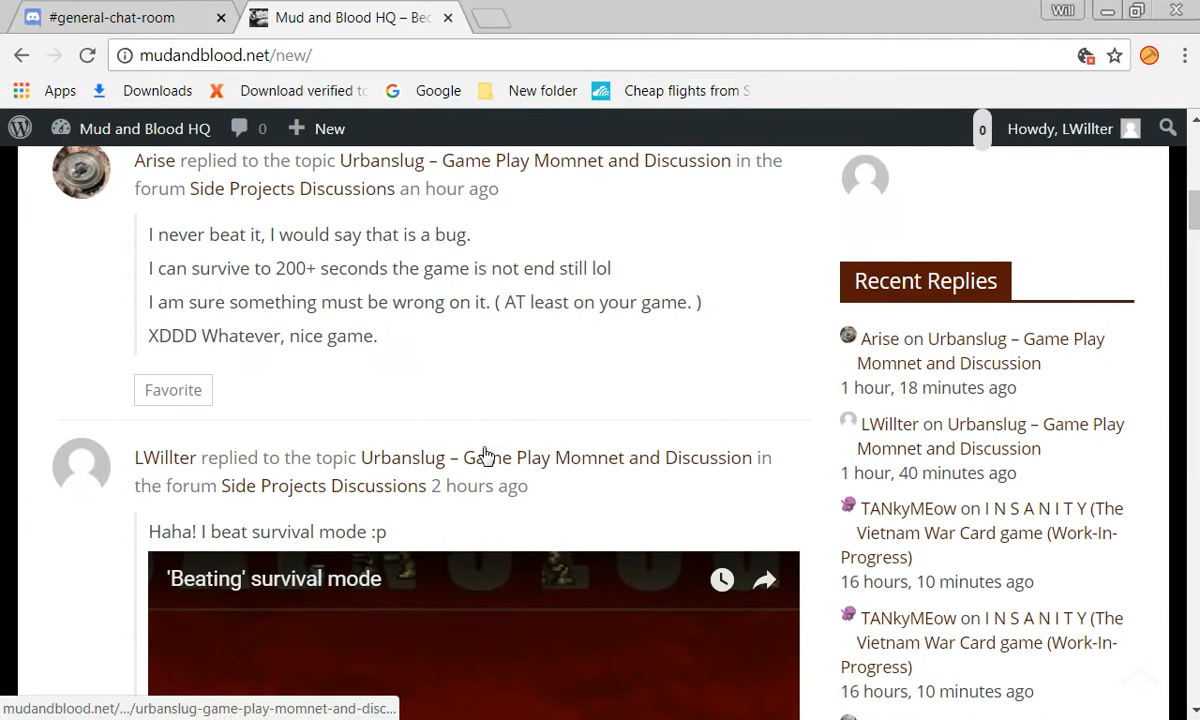 #general-chat-room
Mud and Blood HQ – Bec
Will
mudandblood.net/new/
Apps
Downloads
Download verified to
Google
New folder
Cheap flights from S
Mud and Blood HQ
0
New
0
Howdy, LWillter
Arise replied to the topic Urbanslug – Game Play Momnet and Discussion in the
forum Side Projects Discussions an hour ago
I never beat it, I would say that is a bug.
I can survive to 200+ seconds the game is not end still lol
I am sure something must be wrong on it. ( AT least on your game. )
XDDD Whatever, nice game.
Favorite
LWillter replied to the topic Urbanslug – Game Play Momnet and Discussion in
the forum Side Projects Discussions 2 hours ago
Haha! I beat survival mode :p
'Beating' survival mode
Recent Replies
Arise on Urbanslug – Game Play
Momnet and Discussion
1 hour, 18 minutes ago
LWillter on Urbanslug – Game Play
Momnet and Discussion
1 hour, 40 minutes ago
TANkyMEow on I N S A N I T Y (The
Vietnam War Card game (Work-In-
Progress)
16 hours, 10 minutes ago
TANkyMEow on I N S A N I T Y (The
Vietnam War Card game (Work-In-
Progress)
16 hours, 10 minutes ago
mudandblood.net/.../urbanslug-game-play-momnet-and-disc...